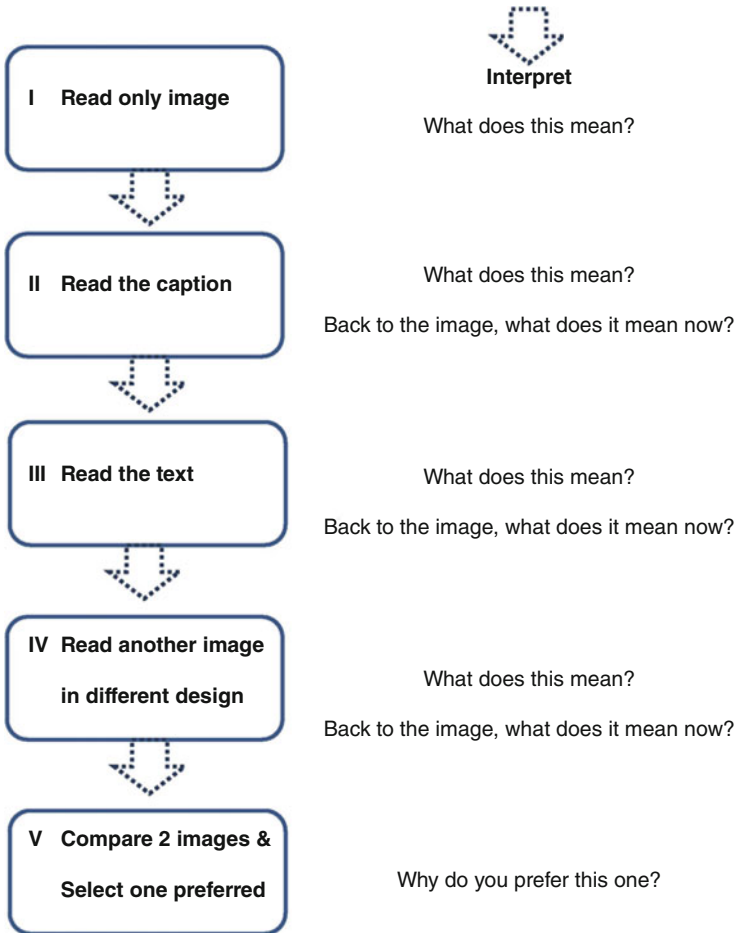 Interpret
I Read only image
What does this mean?
II Read the caption
What does this mean?
Back to the image, what does it mean now?
III Read the text
What does this mean?
Back to the image, what does it mean now?
IV Read another image
in different design
What does this mean?
Back to the image, what does it mean now?
V Compare 2 images &
Select one preferred
Why do you prefer this one?